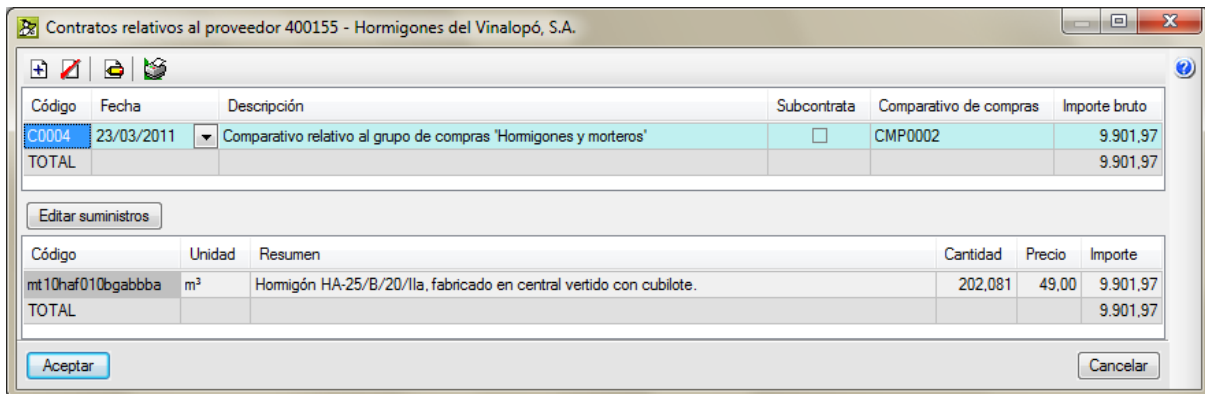 Contratos relativos al proveedor 400155 - Hormigones del Vinalopó, S.A.
Código Fecha Descripción Subcontrata Comparativo de compras Importe bruto
C0004 23/03/2011 Comparativo relativo al grupo de compras 'Hormigones y morteros' CMP0002 9.901,97
TOTAL 9.901,97
Editar suministros
Código Unidad Resumen Cantidad Precio Importe
mt10haf010bgabbba m³ Hormigón HA-25/B/20/IIa, fabricado en central vertido con cubilote. 202,081 49,00 9.901,97
TOTAL 9.901,97
Aceptar Cancelar